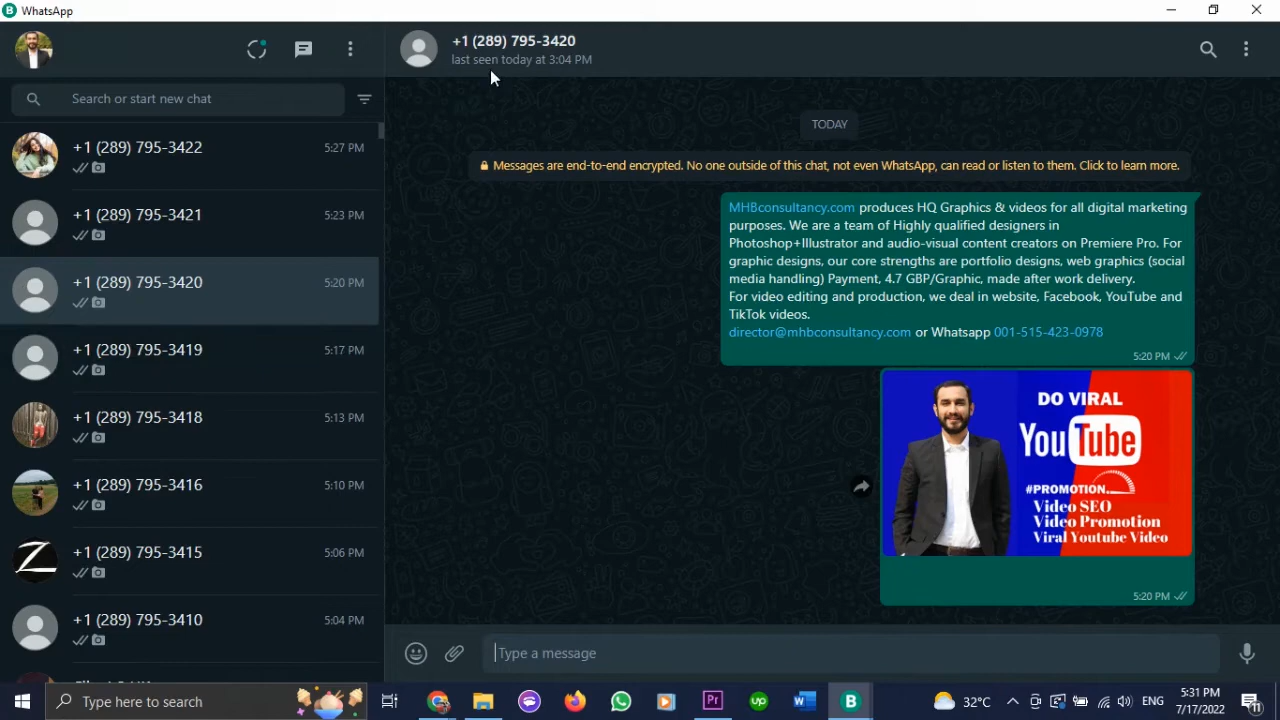 WhatsApp
+1 (289) 795-3420
last seen today at 3:04 PM
Search or start new chat
+1 (289) 795-3422
5:27 PM
+1 (289) 795-3421
5:23 PM
+1 (289) 795-3420
5:20 PM
+1 (289) 795-3419
5:17 PM
+1 (289) 795-3418
5:13 PM
+1 (289) 795-3416
5:10 PM
+1 (289) 795-3415
5:06 PM
+1 (289) 795-3410
5:04 PM
TODAY
Messages are end-to-end encrypted. No one outside of this chat, not even WhatsApp, can read or listen to them. Click to learn more.
MHBconsultancy.com produces HQ Graphics & videos for all digital marketing
purposes. We are a team of Highly qualified designers in
Photoshop+Illustrator and audio-visual content creators on Premiere Pro. For
graphic designs, our core strengths are portfolio designs, web graphics (social
media handling) Payment, 4.7 GBP/Graphic, made after work delivery.
For video editing and production, we deal in website, Facebook, YouTube and
TikTok videos.
director@mhbconsultancy.com or Whatsapp 001-515-423-0978
5:20 PM
DO VIRAL
YouTube
#PROMOTION
Video SEO
Video Promotion
Viral Youtube Video
5:20 PM
Type a message
Type here to search
Pr
up
W
B
32°C
ENG
5:31 PM
7/17/2022
11